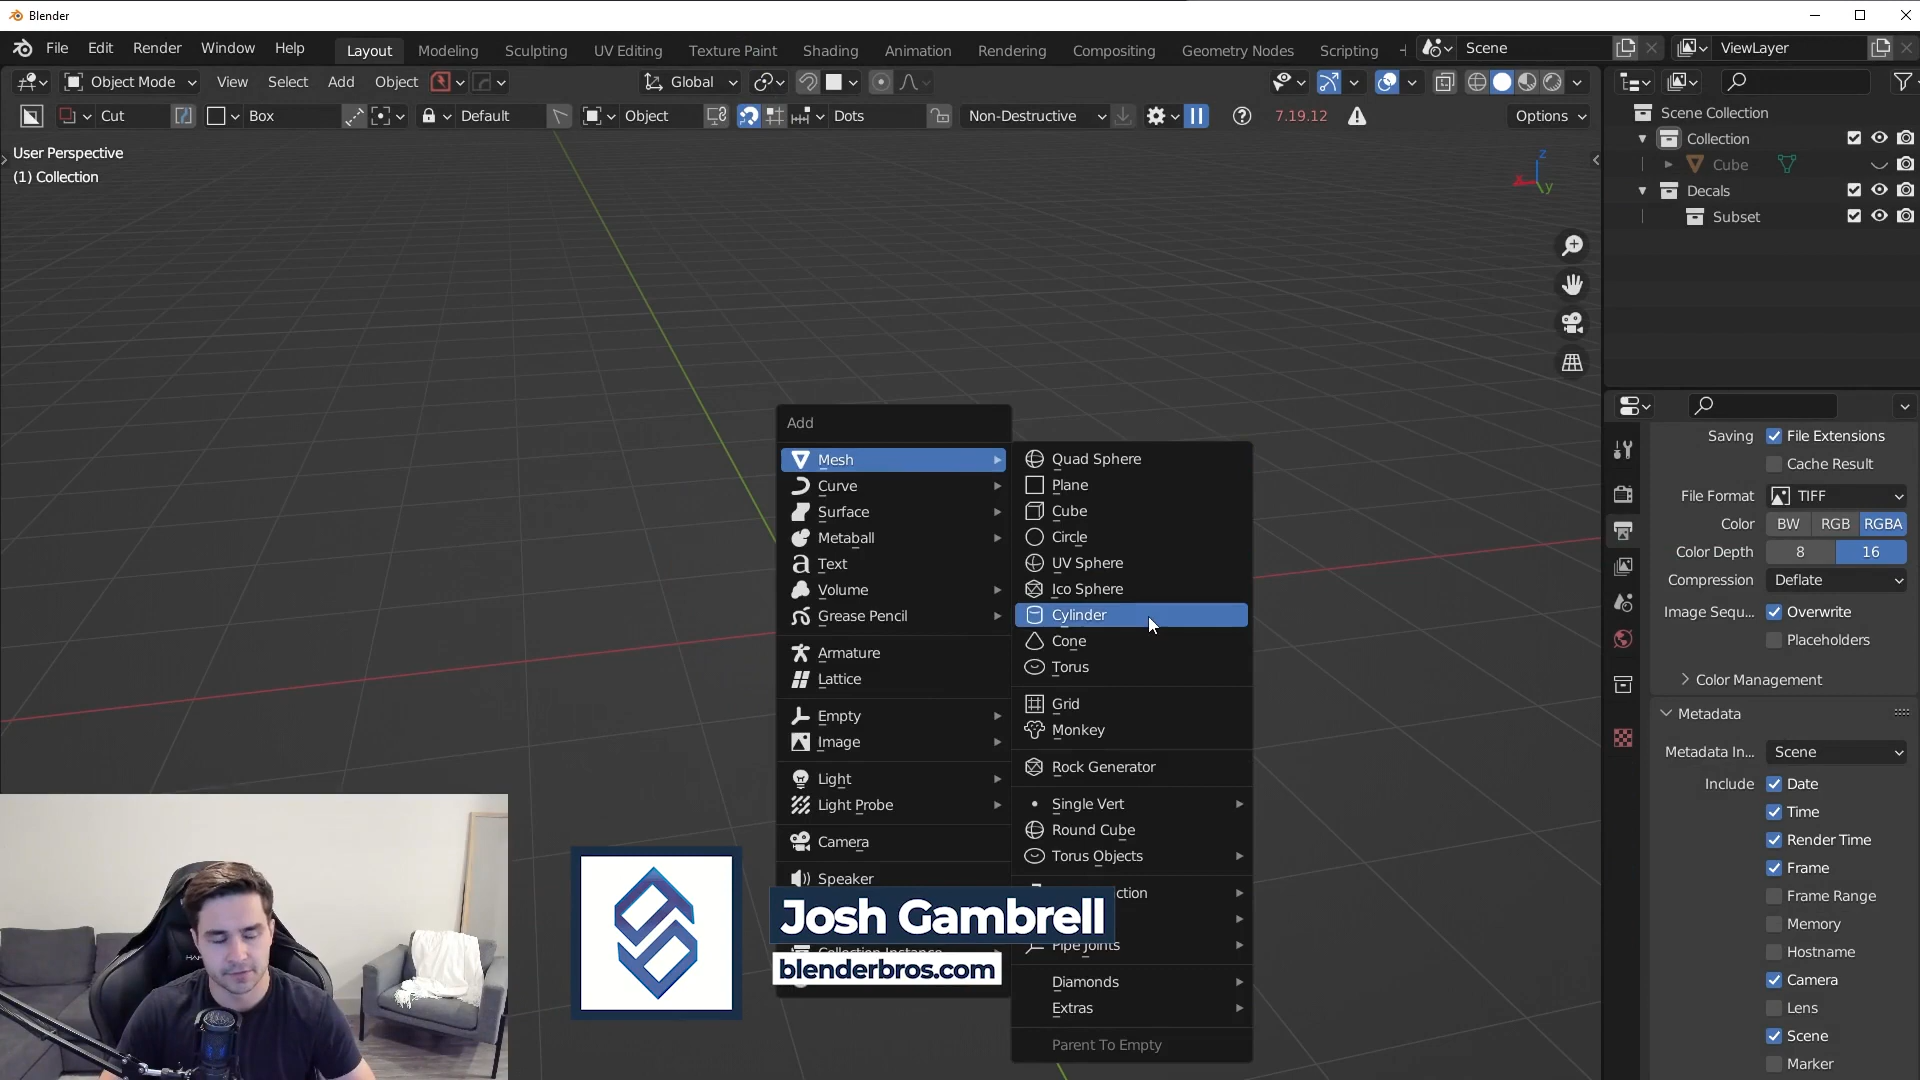 Blender
File Edit Render Window Help
Layout Modeling Sculpting UV Editing Texture Paint Shading Animation Rendering Compositing Geometry Nodes Scripting
Scene
ViewLayer
Object Mode View Select Add Object
Global
Cut
Box
Default
Object
Dots
Non-Destructive
7.19.12
Options
User Perspective
(1) Collection
z
x
y
Scene Collection
Collection
Cube
Decals
Subset
Add
Mesh
Curve
Surface
Metaball
Text
Volume
Grease Pencil
Armature
Lattice
Empty
Image
Light
Light Probe
Camera
Speaker
Collection Instance
Quad Sphere
Plane
Cube
Circle
UV Sphere
Ico Sphere
Cylinder
Cone
Torus
Grid
Monkey
Rock Generator
Single Vert
Round Cube
Torus Objects
ction
Pipe Joints
Diamonds
Extras
Parent To Empty
Josh Gambrell
blenderbros.com
Saving File Extensions
Cache Result
File Format TIFF
Color BW RGB RGBA
Color Depth 8 16
Compression Deflate
Image Sequ... Overwrite
Placeholders
Color Management
Metadata
Metadata In... Scene
Include Date
Time
Render Time
Frame
Frame Range
Memory
Hostname
Camera
Lens
Scene
Marker